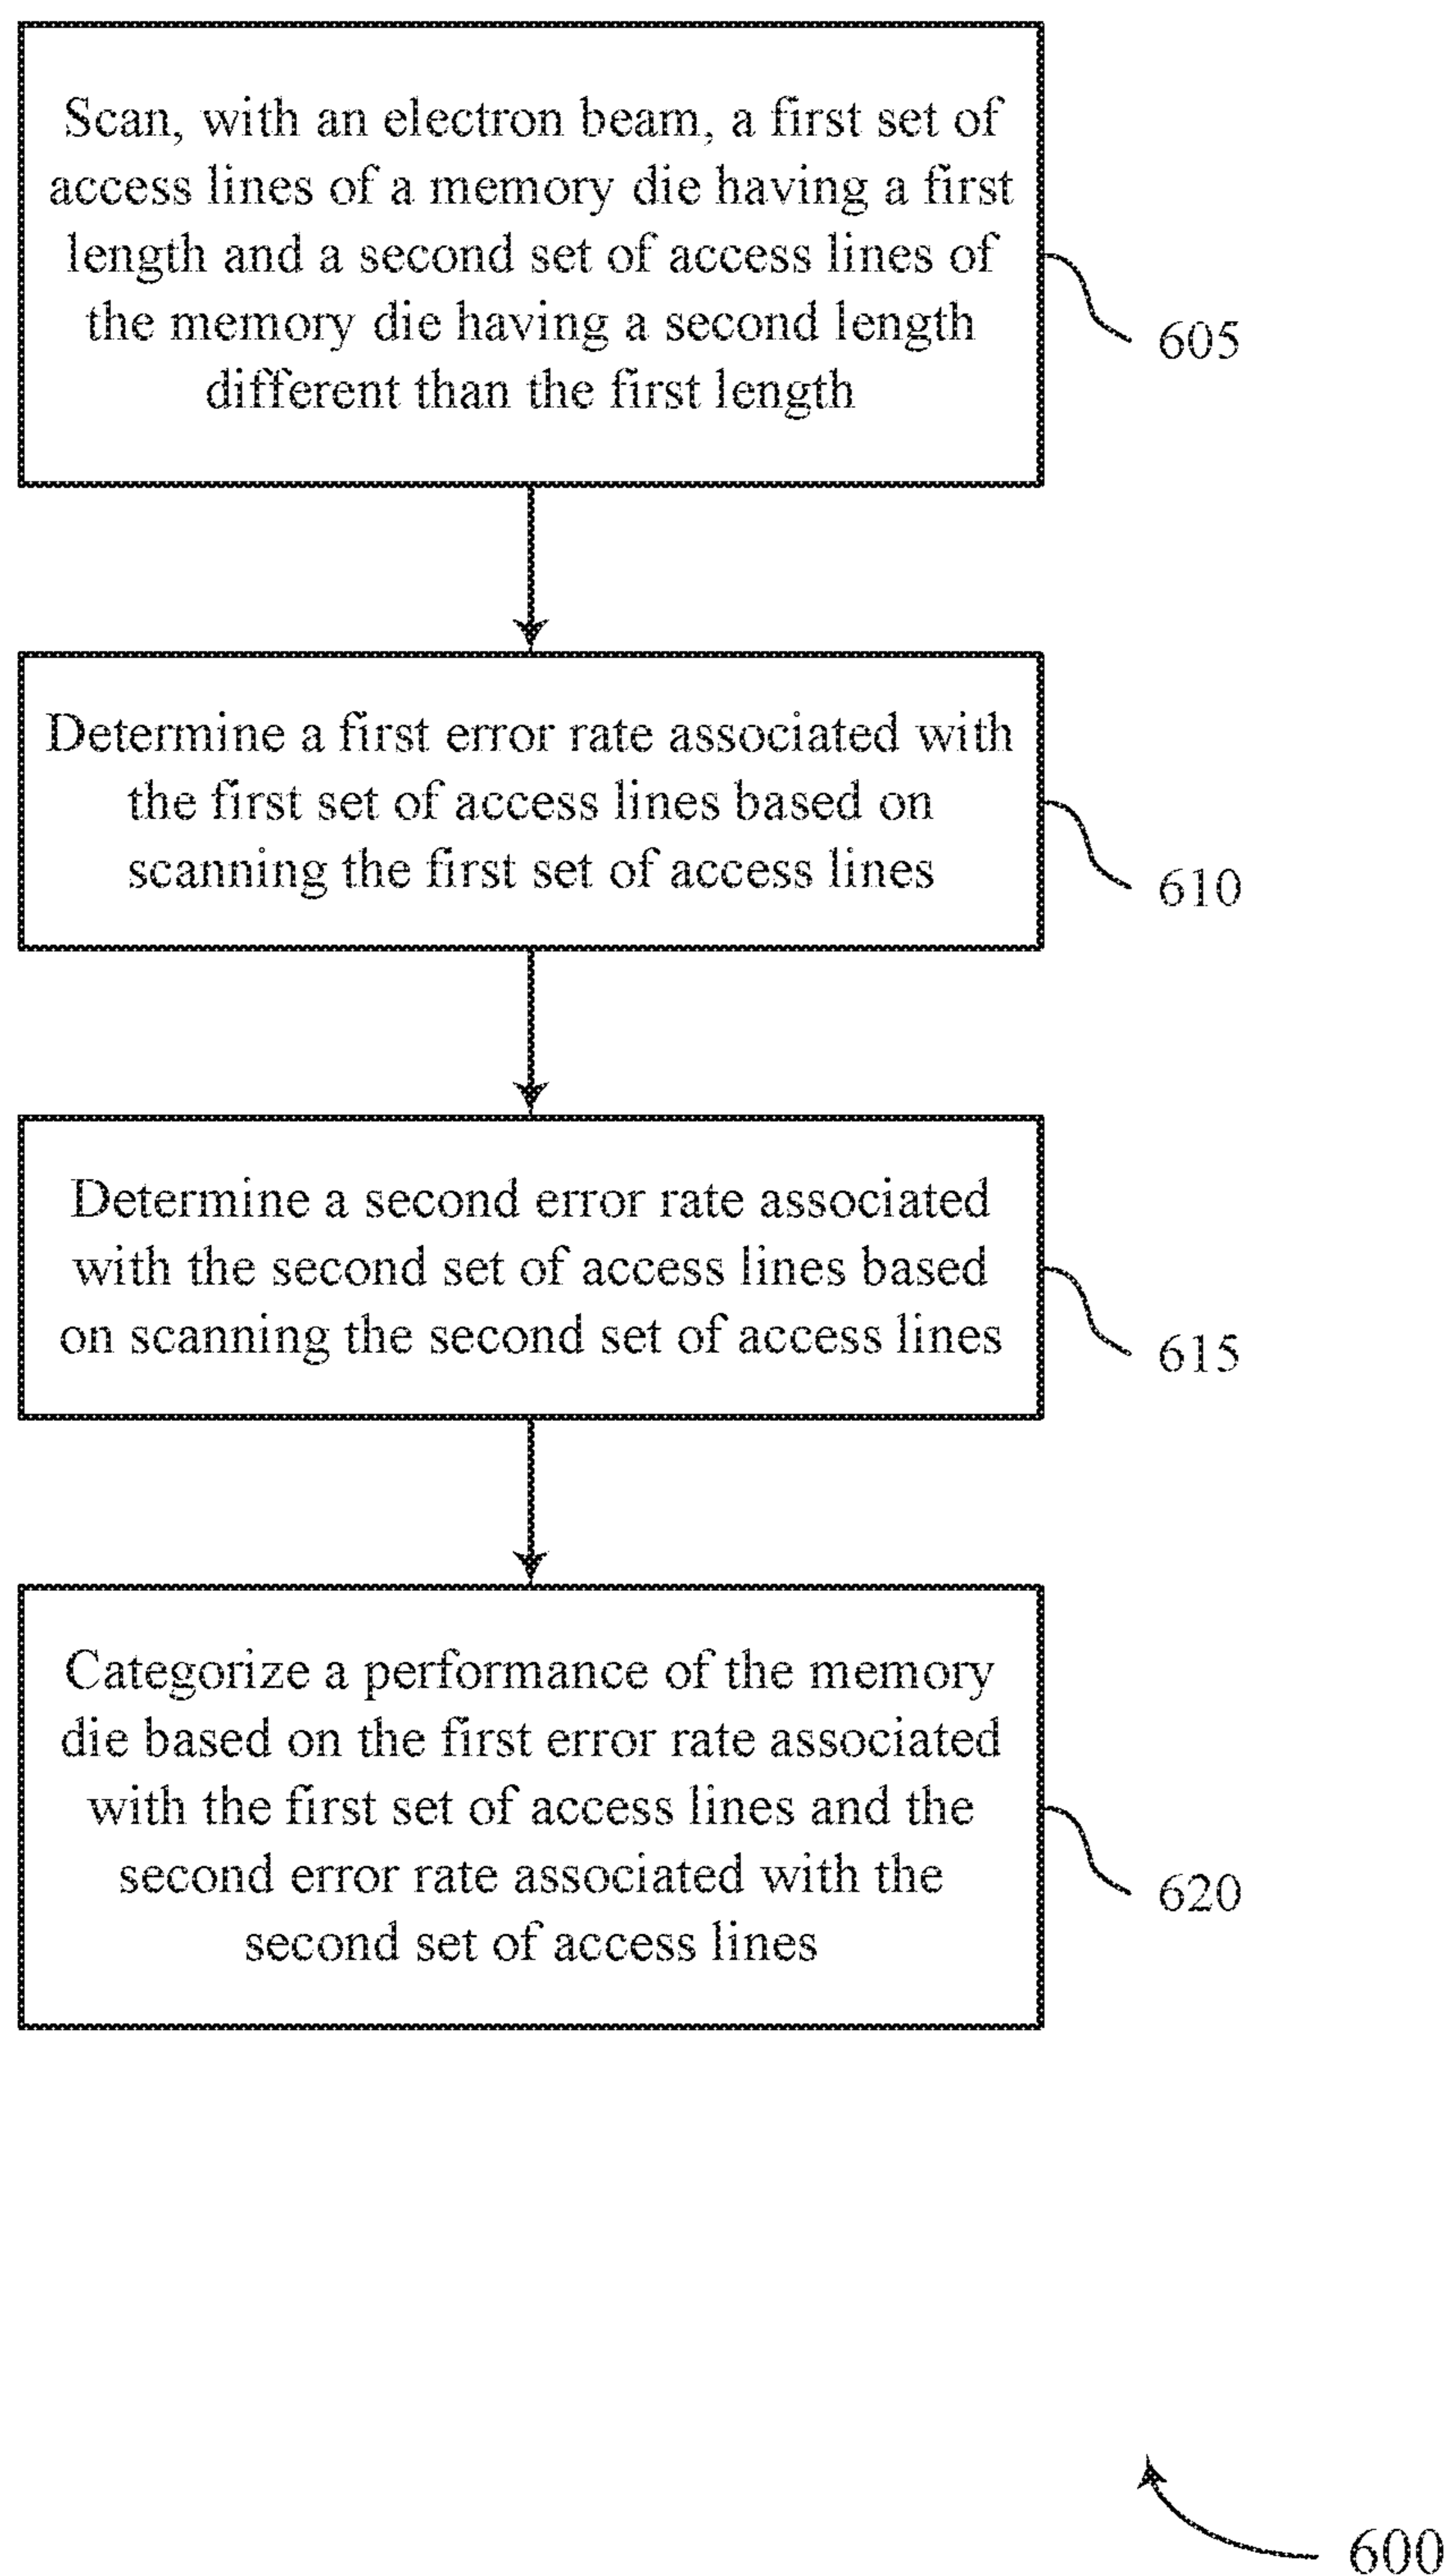 Scan, with an electron beam, a first set of
access lines of a memory die having a first
length and a second set of access lines of
the memory die having a second length
different than the first length
605
Determine a first error rate associated with
the first set of access lines based on
scanning the first set of access lines
610
Determine a second error rate associated
with the second set of access lines based
on scanning the second set of access lines
615
Categorize a performance of the memory
die based on the first error rate associated
with the first set of access lines and the
second error rate associated with the
second set of access lines
620
600